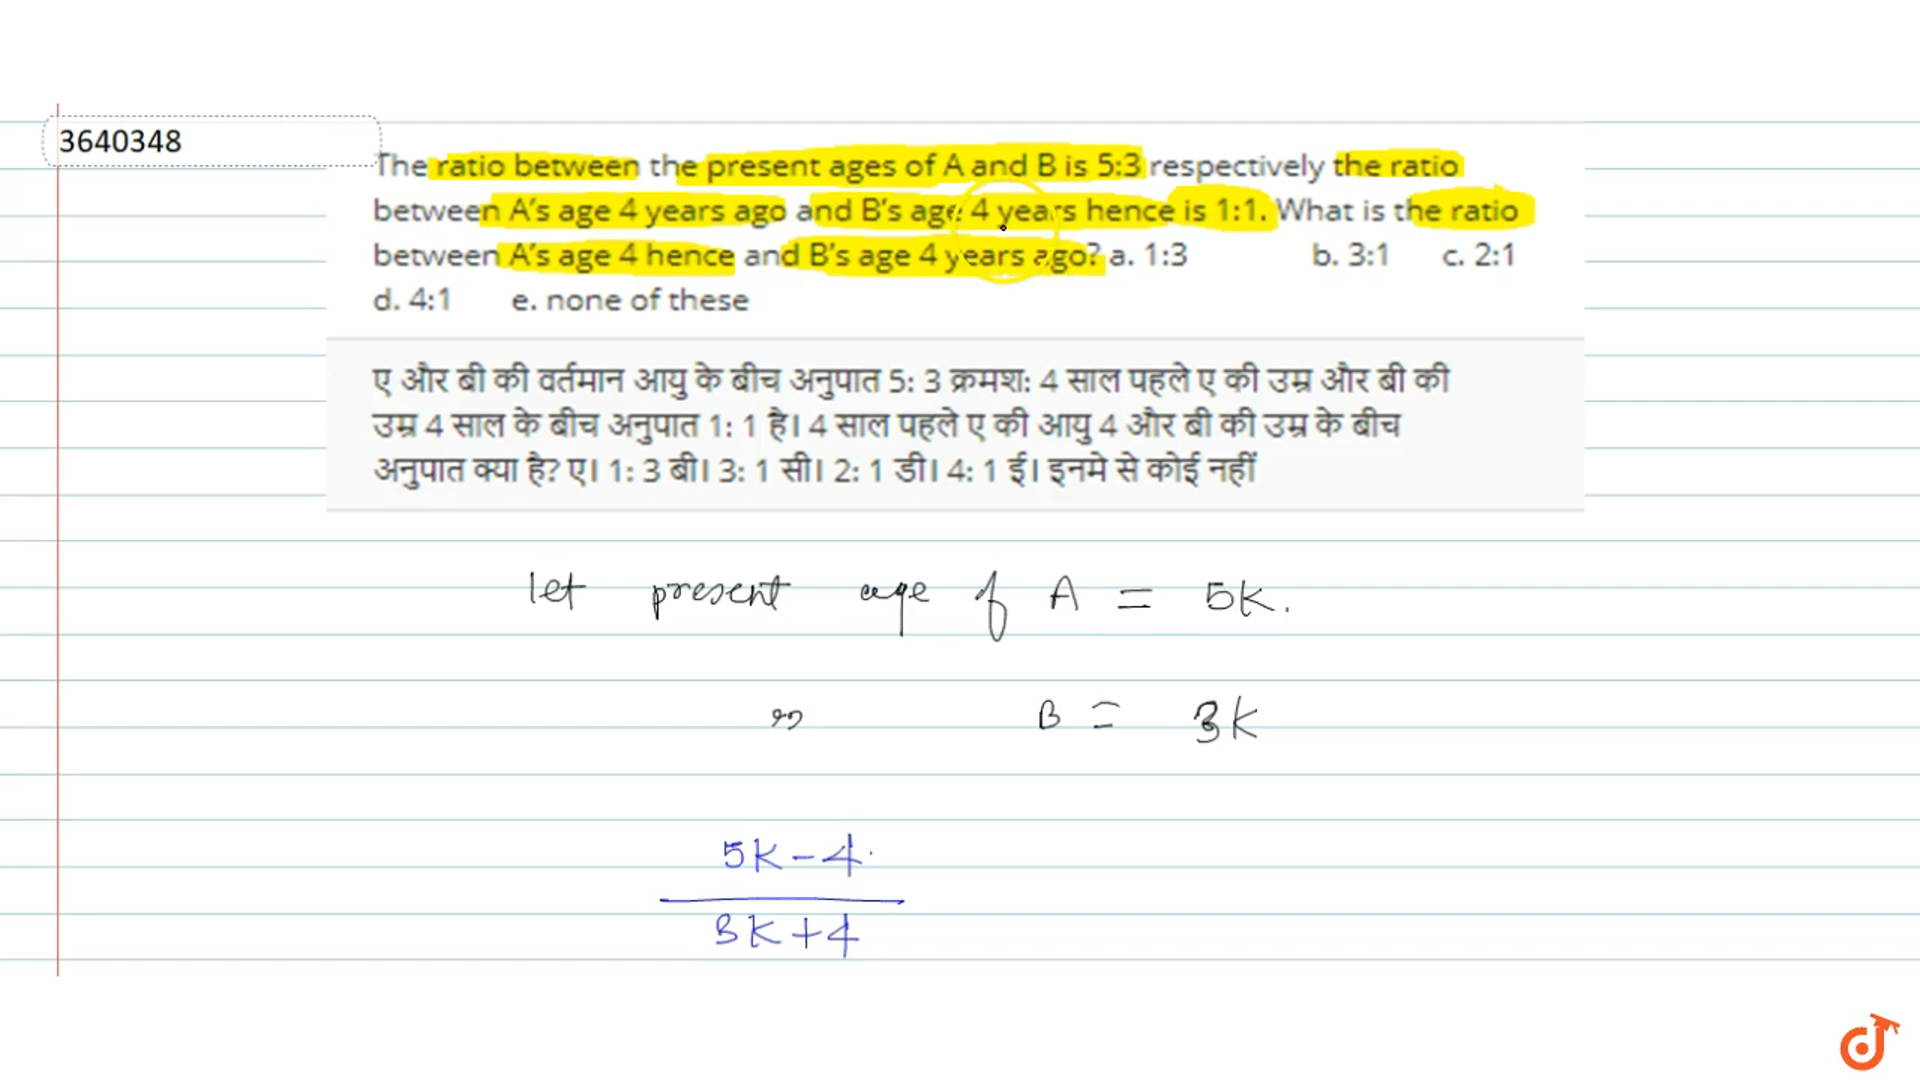 3640348
The ratio between the present ages of A and B is 5:3 respectively the ratio
between A's age 4 years ago and B's age 4 years hence is 1:1. What is the ratio
between A's age 4 hence and B's age 4 years ago? a. 1:3 b. 3:1 c. 2:1
d. 4:1 e. none of these
ए और बी की वर्तमान आयु के बीच अनुपात 5: 3 क्रमश: 4 साल पहले ए की उम्र और बी की
उम्र 4 साल के बीच अनुपात 1: 1 है। 4 साल पहले ए की आयु 4 और बी की उम्र के बीच
अनुपात क्या है? ए। 1: 3 बी। 3: 1 सी। 2: 1 डी। 4: 1 ई। इनमे से कोई नहीं
let present age of A = 5k.
B = 3k
5k-4
3k+4